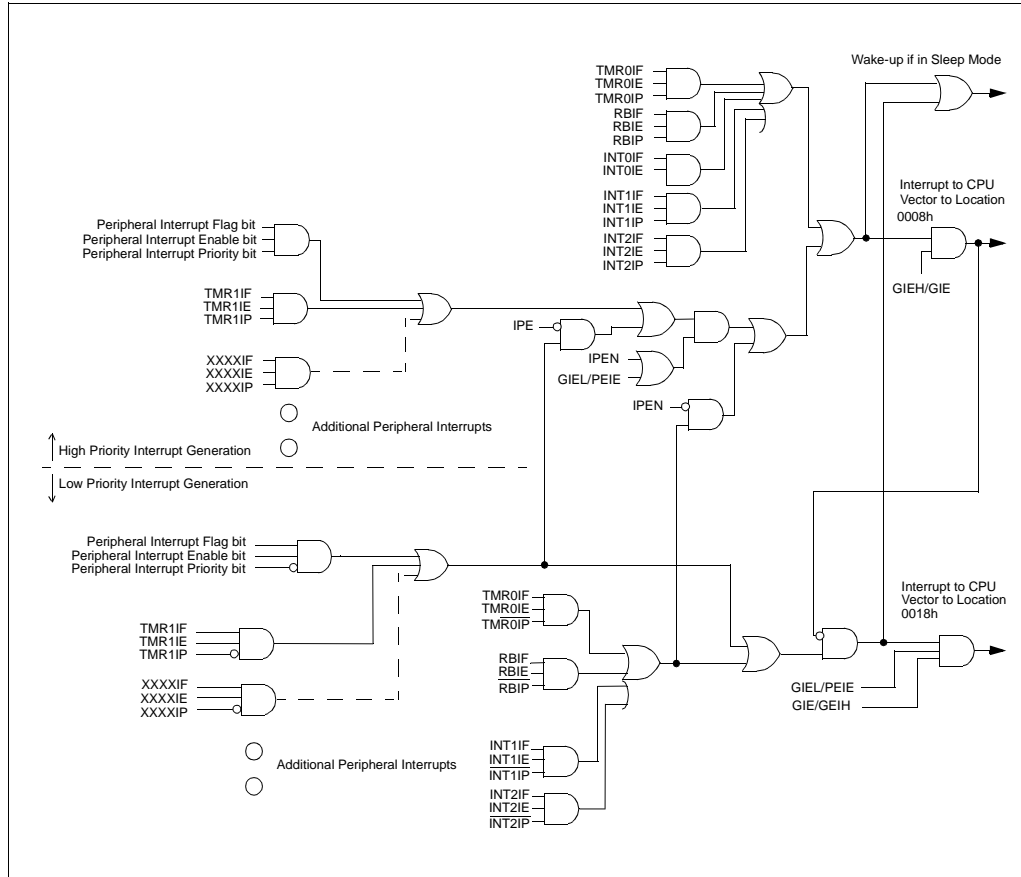 Wake-up if in Sleep Mode
TMR0IF
TMR0IE
TMR0IP
RBIF
RBIE
RBIP
INT0IF
INT0IE
INT1IF
INT1IE
INT1IP
INT2IF
INT2IE
INT2IP
Interrupt to CPU
Vector to Location
0008h
GIEH/GIE
Peripheral Interrupt Flag bit
Peripheral Interrupt Enable bit
Peripheral Interrupt Priority bit
TMR1IF
TMR1IE
TMR1IP
XXXXIF
XXXXIE
XXXXIP
IPE
IPEN
GIEL/PEIE
IPEN
Additional Peripheral Interrupts
High Priority Interrupt Generation
Low Priority Interrupt Generation
Peripheral Interrupt Flag bit
Peripheral Interrupt Enable bit
Peripheral Interrupt Priority bit
TMR1IF
TMR1IE
TMR1IP
XXXXIF
XXXXIE
XXXXIP
Additional Peripheral Interrupts
TMR0IF
TMR0IE
TMR0IP
RBIF
RBIE
RBIP
INT1IF
INT1IE
INT1IP
INT2IF
INT2IE
INT2IP
Interrupt to CPU
Vector to Location
0018h
GIEL/PEIE
GIE/GEIH